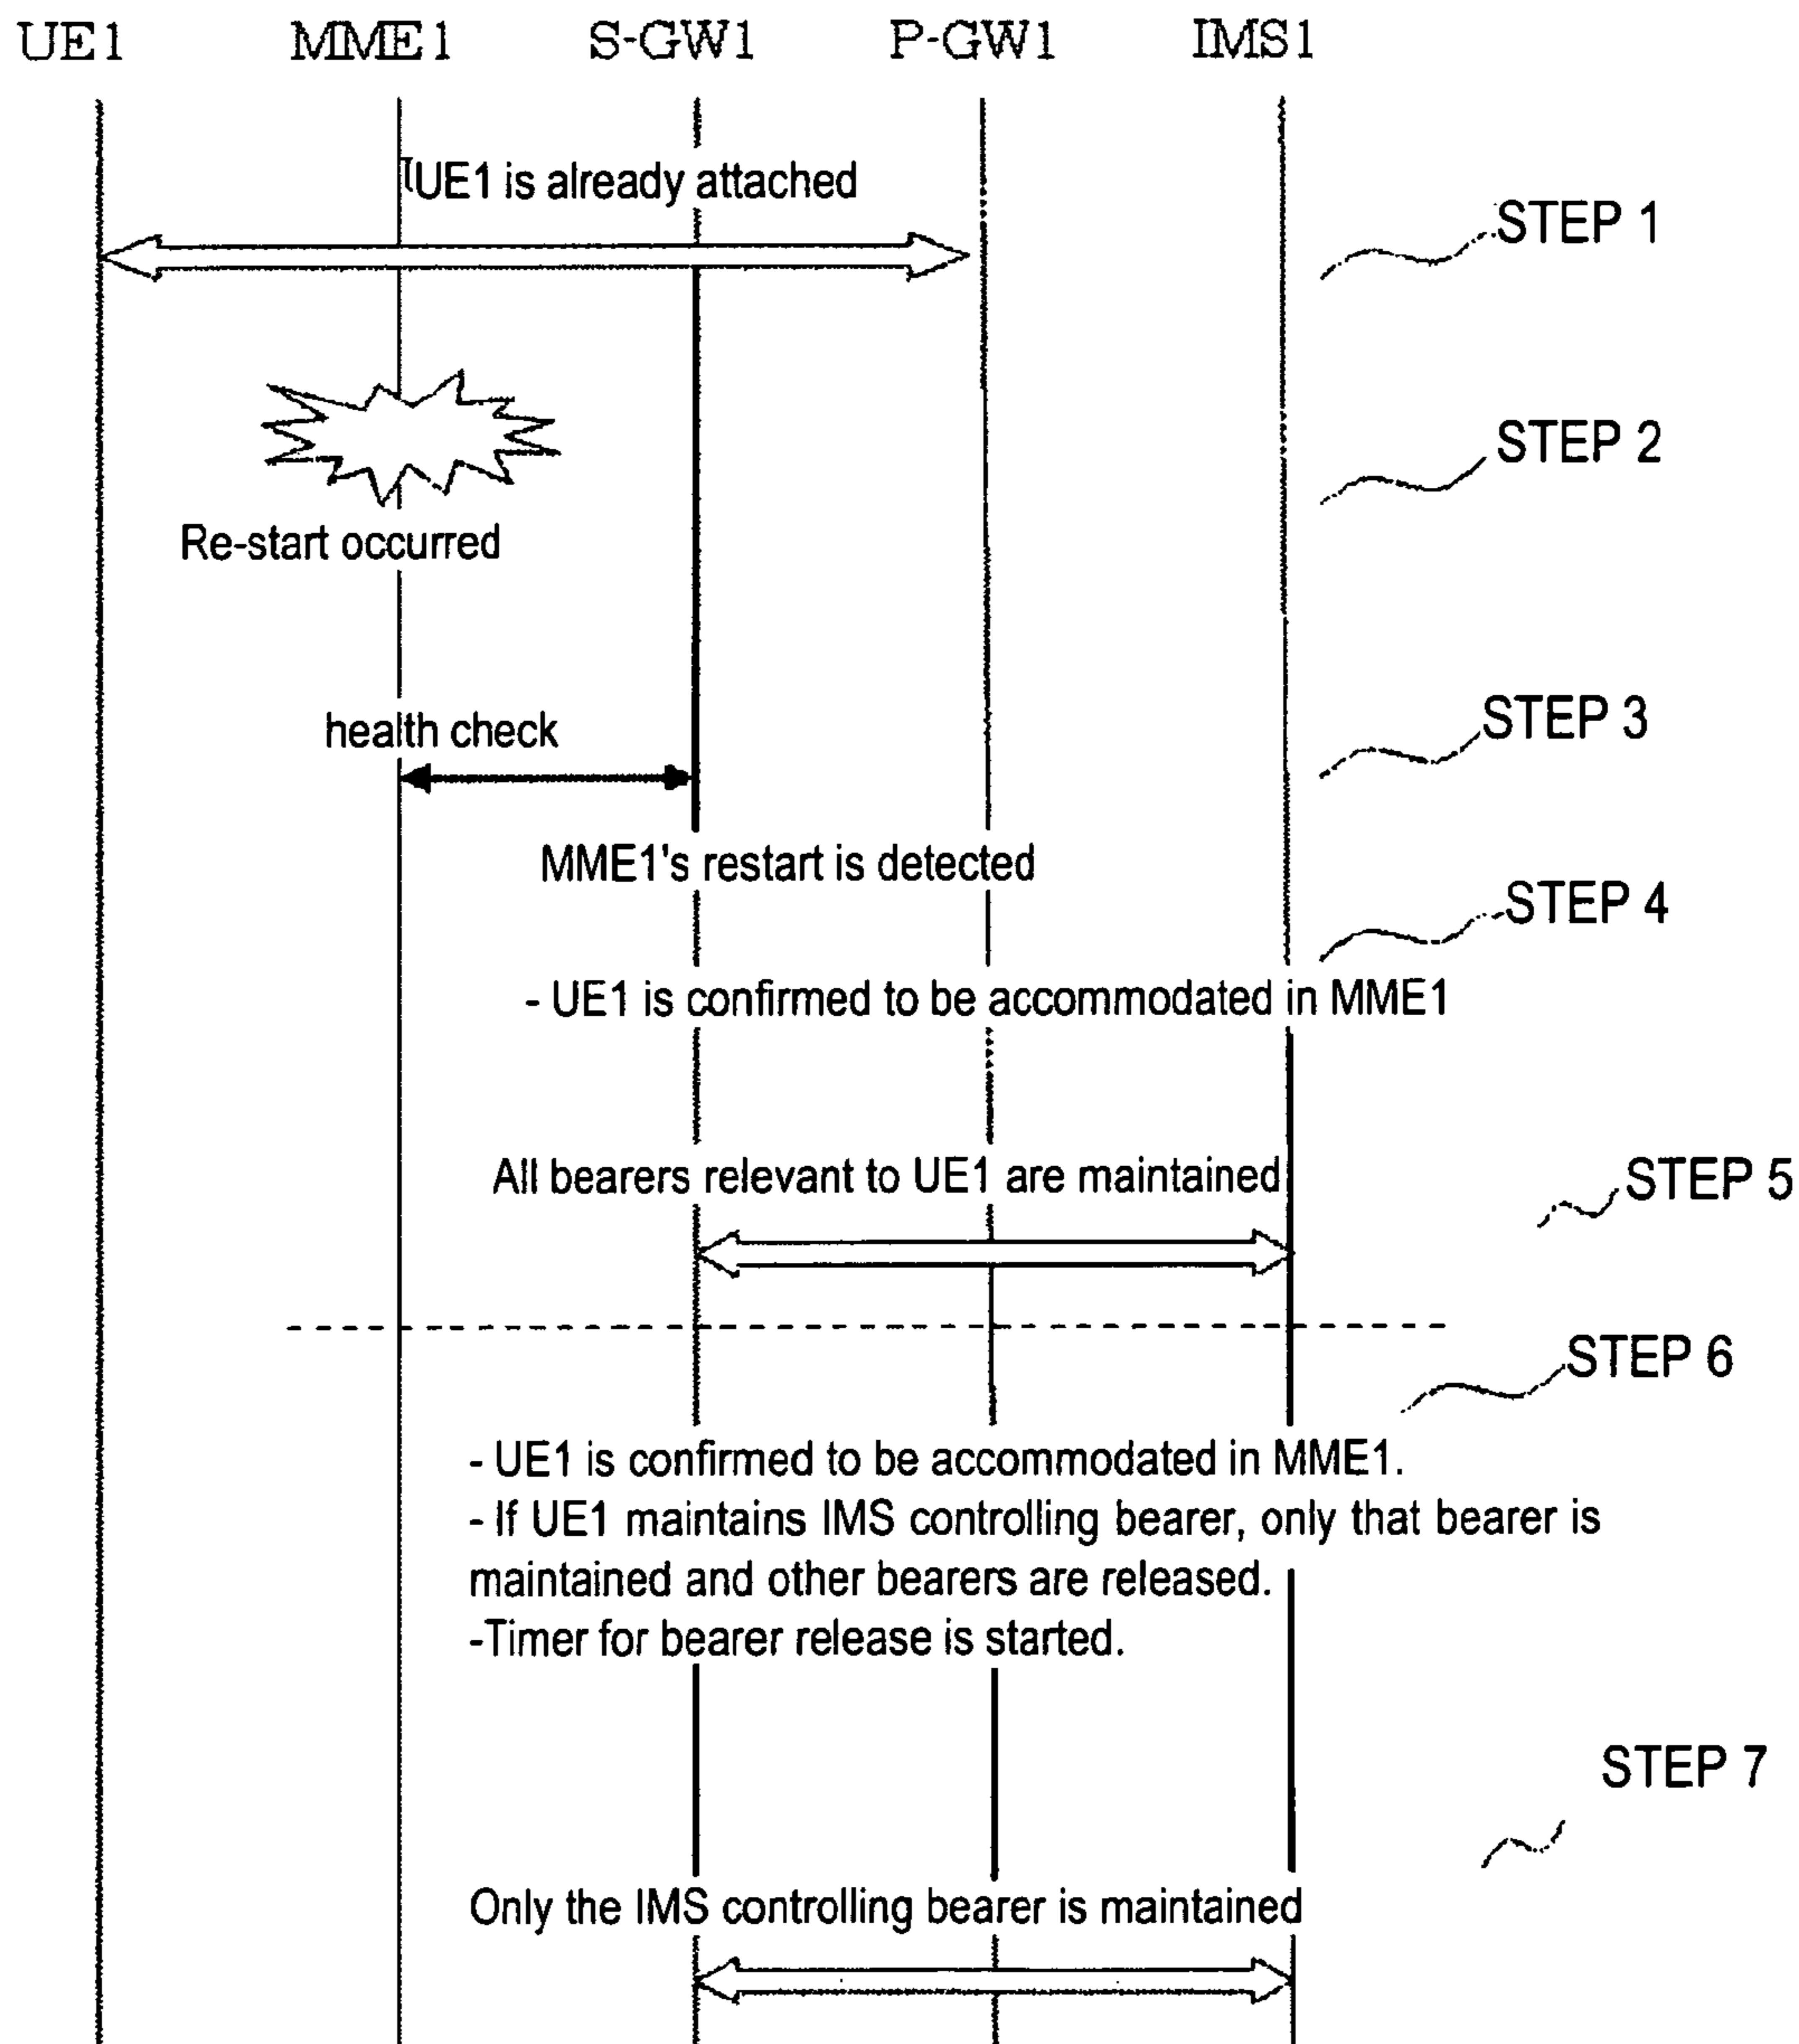 UE1 MME1 S-GW1 P-GW1 IMS1
UE1 is already attached
STEP 1
STEP 2
Re-start occurred
STEP 3
health check
MME1's restart is detected
STEP 4
- UE1 is confirmed to be accommodated in MME1
All bearers relevant to UE1 are maintained
STEP 5
STEP 6
- UE1 is confirmed to be accommodated in MME1.
- If UE1 maintains IMS controlling bearer, only that bearer is
maintained and other bearers are released.
-Timer for bearer release is started.
STEP 7
Only the IMS controlling bearer is maintained